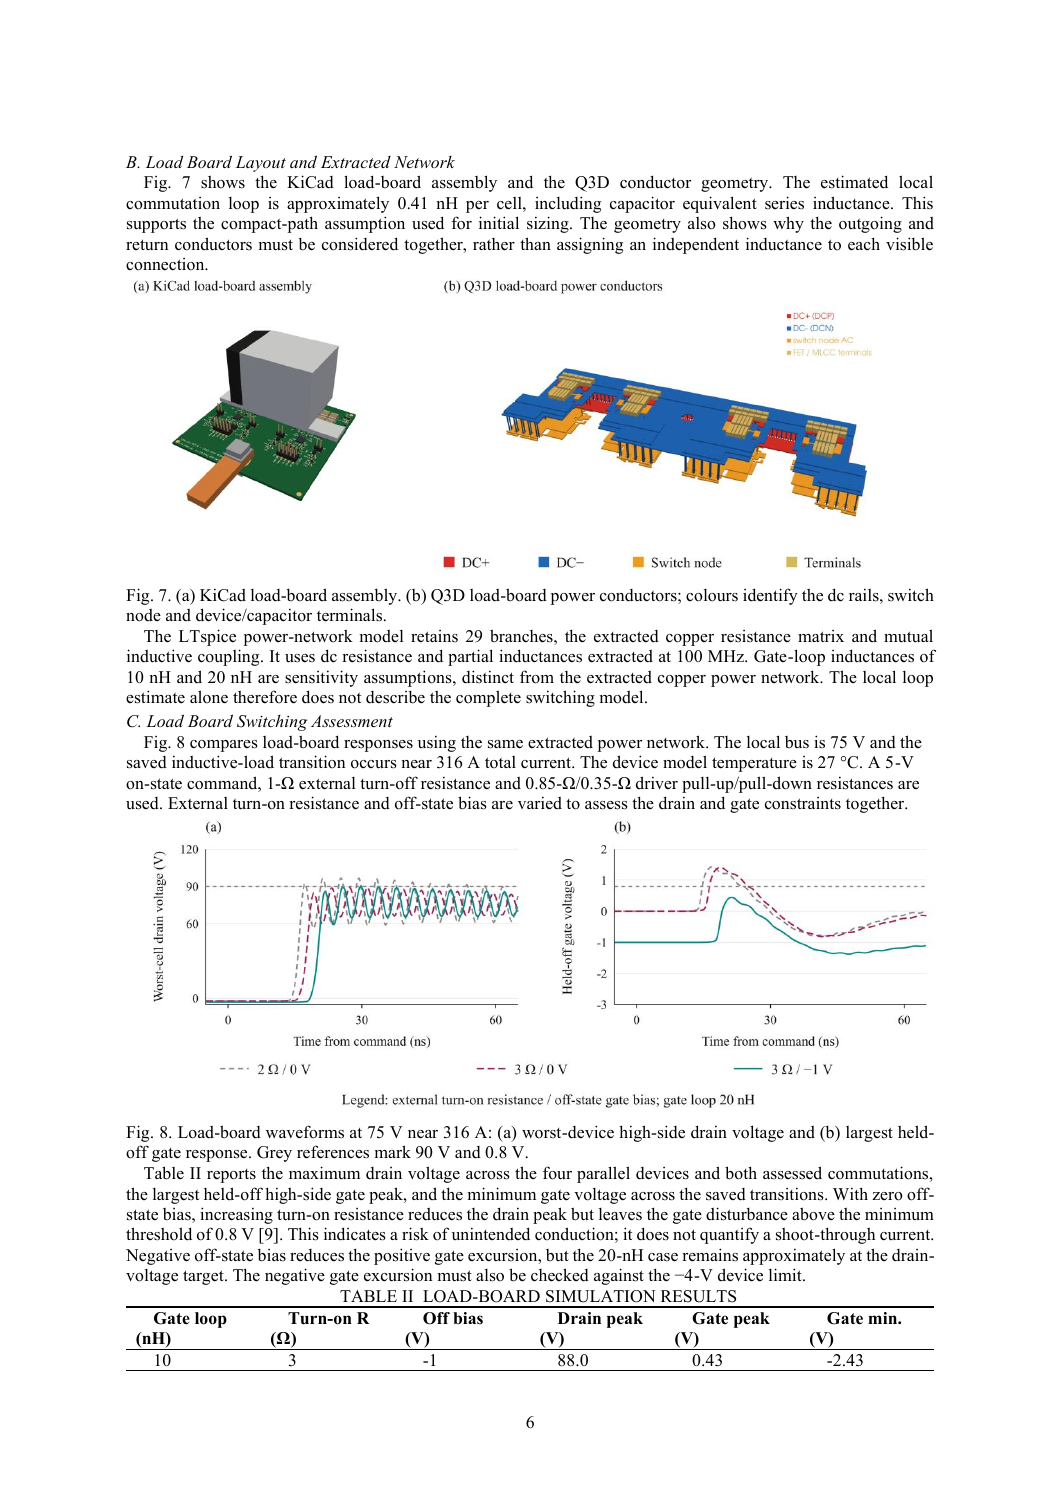 B. Load Board Layout and Extracted Network
Fig. 7 shows the KiCad load-board assembly and the Q3D conductor geometry. The estimated local
commutation loop is approximately 0.41 nH per cell, including capacitor equivalent series inductance. This
supports the compact-path assumption used for initial sizing. The geometry also shows why the outgoing and
return conductors must be considered together, rather than assigning an independent inductance to each visible
connection.
(a) KiCad load-board assembly
(b) Q3D load-board power conductors
DC+ (DCP)
DC- (DCN)
switch node AC
FET / MLCC terminals
DC+
DC−
Switch node
Terminals
Fig. 7. (a) KiCad load-board assembly. (b) Q3D load-board power conductors; colours identify the dc rails, switch
node and device/capacitor terminals.
The LTspice power-network model retains 29 branches, the extracted copper resistance matrix and mutual
inductive coupling. It uses dc resistance and partial inductances extracted at 100 MHz. Gate-loop inductances of
10 nH and 20 nH are sensitivity assumptions, distinct from the extracted copper power network. The local loop
estimate alone therefore does not describe the complete switching model.
C. Load Board Switching Assessment
Fig. 8 compares load-board responses using the same extracted power network. The local bus is 75 V and the
saved inductive-load transition occurs near 316 A total current. The device model temperature is 27 °C. A 5-V
on-state command, 1-Ω external turn-off resistance and 0.85-Ω/0.35-Ω driver pull-up/pull-down resistances are
used. External turn-on resistance and off-state bias are varied to assess the drain and gate constraints together.
(a)
Worst-cell drain voltage (V)
120
90
60
0
0 30 60
Time from command (ns)
(b)
Held-off gate voltage (V)
2
1
0
-1
-2
-3
0 30 60
Time from command (ns)
2 Ω / 0 V
3 Ω / 0 V
3 Ω / −1 V
Legend: external turn-on resistance / off-state gate bias; gate loop 20 nH
Fig. 8. Load-board waveforms at 75 V near 316 A: (a) worst-device high-side drain voltage and (b) largest held-
off gate response. Grey references mark 90 V and 0.8 V.
Table II reports the maximum drain voltage across the four parallel devices and both assessed commutations,
the largest held-off high-side gate peak, and the minimum gate voltage across the saved transitions. With zero off-
state bias, increasing turn-on resistance reduces the drain peak but leaves the gate disturbance above the minimum
threshold of 0.8 V [9]. This indicates a risk of unintended conduction; it does not quantify a shoot-through current.
Negative off-state bias reduces the positive gate excursion, but the 20-nH case remains approximately at the drain-
voltage target. The negative gate excursion must also be checked against the −4-V device limit.
TABLE II LOAD-BOARD SIMULATION RESULTS
Gate loop Turn-on R Off bias Drain peak Gate peak Gate min.
(nH) (Ω) (V) (V) (V) (V)
10 3 -1 88.0 0.43 -2.43
6